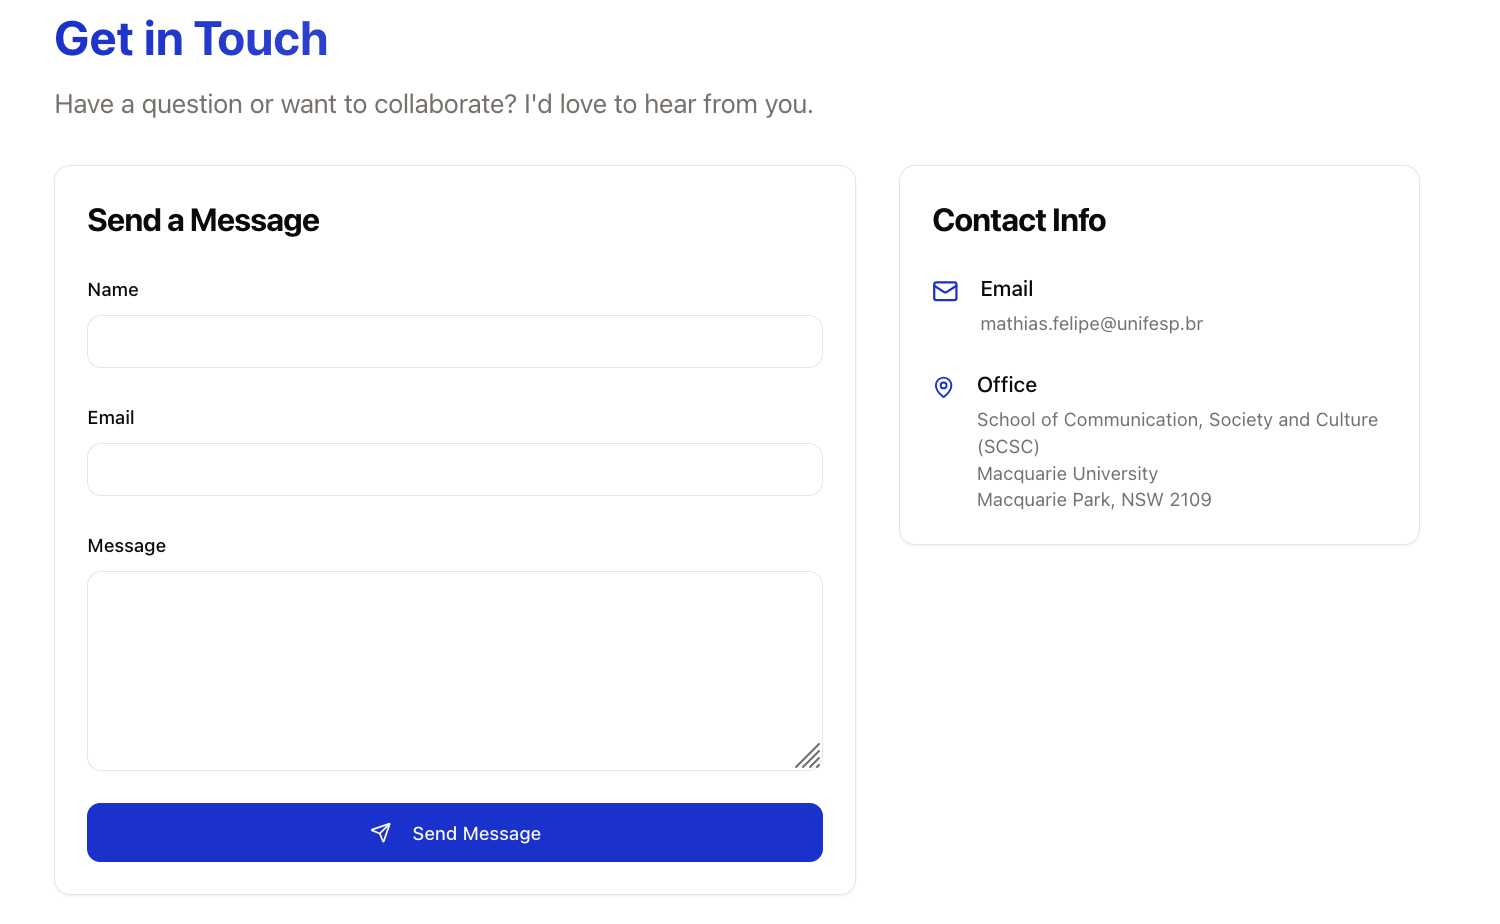 Get in Touch
Have a question or want to collaborate? I'd love to hear from you.
Send a Message
Name
Email
Message
Send Message
Contact Info
Email
mathias.felipe@unifesp.br
Office
School of Communication, Society and Culture
(SCSC)
Macquarie University
Macquarie Park, NSW 2109